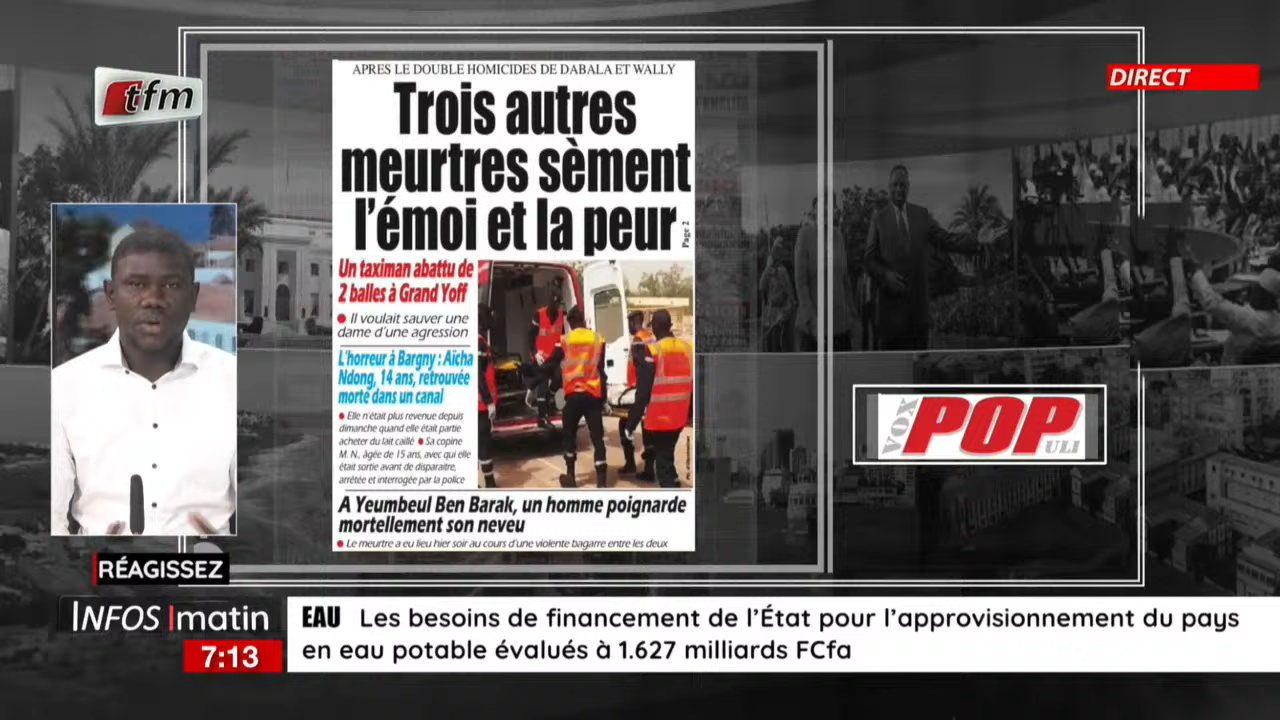 tfm
DIRECT
APRES LE DOUBLE HOMICIDES DE DABALA ET WALLY
Trois autres
meurtres sèment
l'émoi et la peur
Page 2
Un taximan abattu de
2 balles à Grand Yoff
● Il voulait sauver une
dame d'une agression
L'horreur à Bargny : Aïcha
Ndong, 14 ans, retrouvée
morte dans un canal
● Elle n'était plus revenue depuis
dimanche quand elle était partie
acheter du lait caillé ● Sa copine
M. N., âgée de 15 ans, avec qui elle
était sortie avant de disparaitre,
arrêtée et interrogée par la police
A Yeumbeul Ben Barak, un homme poignarde
mortellement son neveu
● Le meurtre a eu lieu hier soir au cours d'une violente bagarre entre les deux
VOX
POP
ULI
RÉAGISSEZ
INFOS matin
7:13
EAU Les besoins de financement de l'État pour l'approvisionnement du pays
en eau potable évalués à 1.627 milliards FCfa